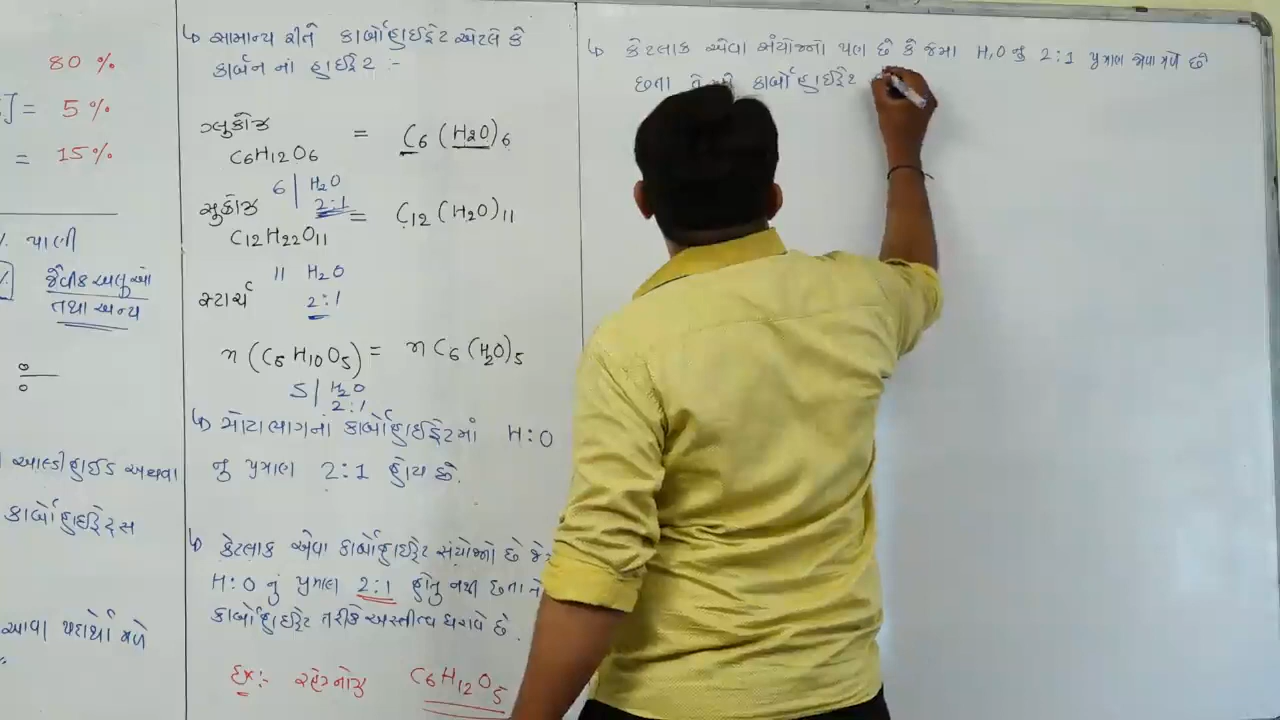 80 %
= 5 %
= 15 %
પાણી
જૈવીક અણુઓ
તથા અન્ય
આલ્ડીહાઈડ અથવા
કાર્બોહાઈડ્રેટ્સ
આવા પદાર્થો મળે
↳ સામાન્ય રીતે કાર્બોહાઈડ્રેટ એટલે કે
કાર્બન નાં હાઈડ્રેટ :-
ગ્લુકોઝ
C6H12O6 = C6 (H2O)6
6 | H2O
2:1
સુક્રોઝ
C12H22O11 = C12 (H2O)11
11 H2O
2:1
સ્ટાર્ચ
n (C6 H10 O5) = n C6 (H2O)5
5 | H2O
2:1
↳ મોટાભાગનાં કાર્બોહાઈડ્રેટમાં H:O
નુ પ્રમાણ 2:1 હોય છે.
↳ કેટલાક એવા કાર્બોહાઈડ્રેટ સંયોજનો છે
H:O નું પ્રમાણ 2:1 હોતુ નથી છતા
કાર્બોહાઈડ્રેટ તરીકે અસ્તીત્વ ધરાવે છે.
Ex:- રહેમનોઝ C6H12O5
↳ કેટલાક એવા સંયોજનો પણ છે કે જેમા H,O નુ 2:1 પ્રમાણ જોવા મળે છે
છતા કાર્બોહાઈડ્રેટ